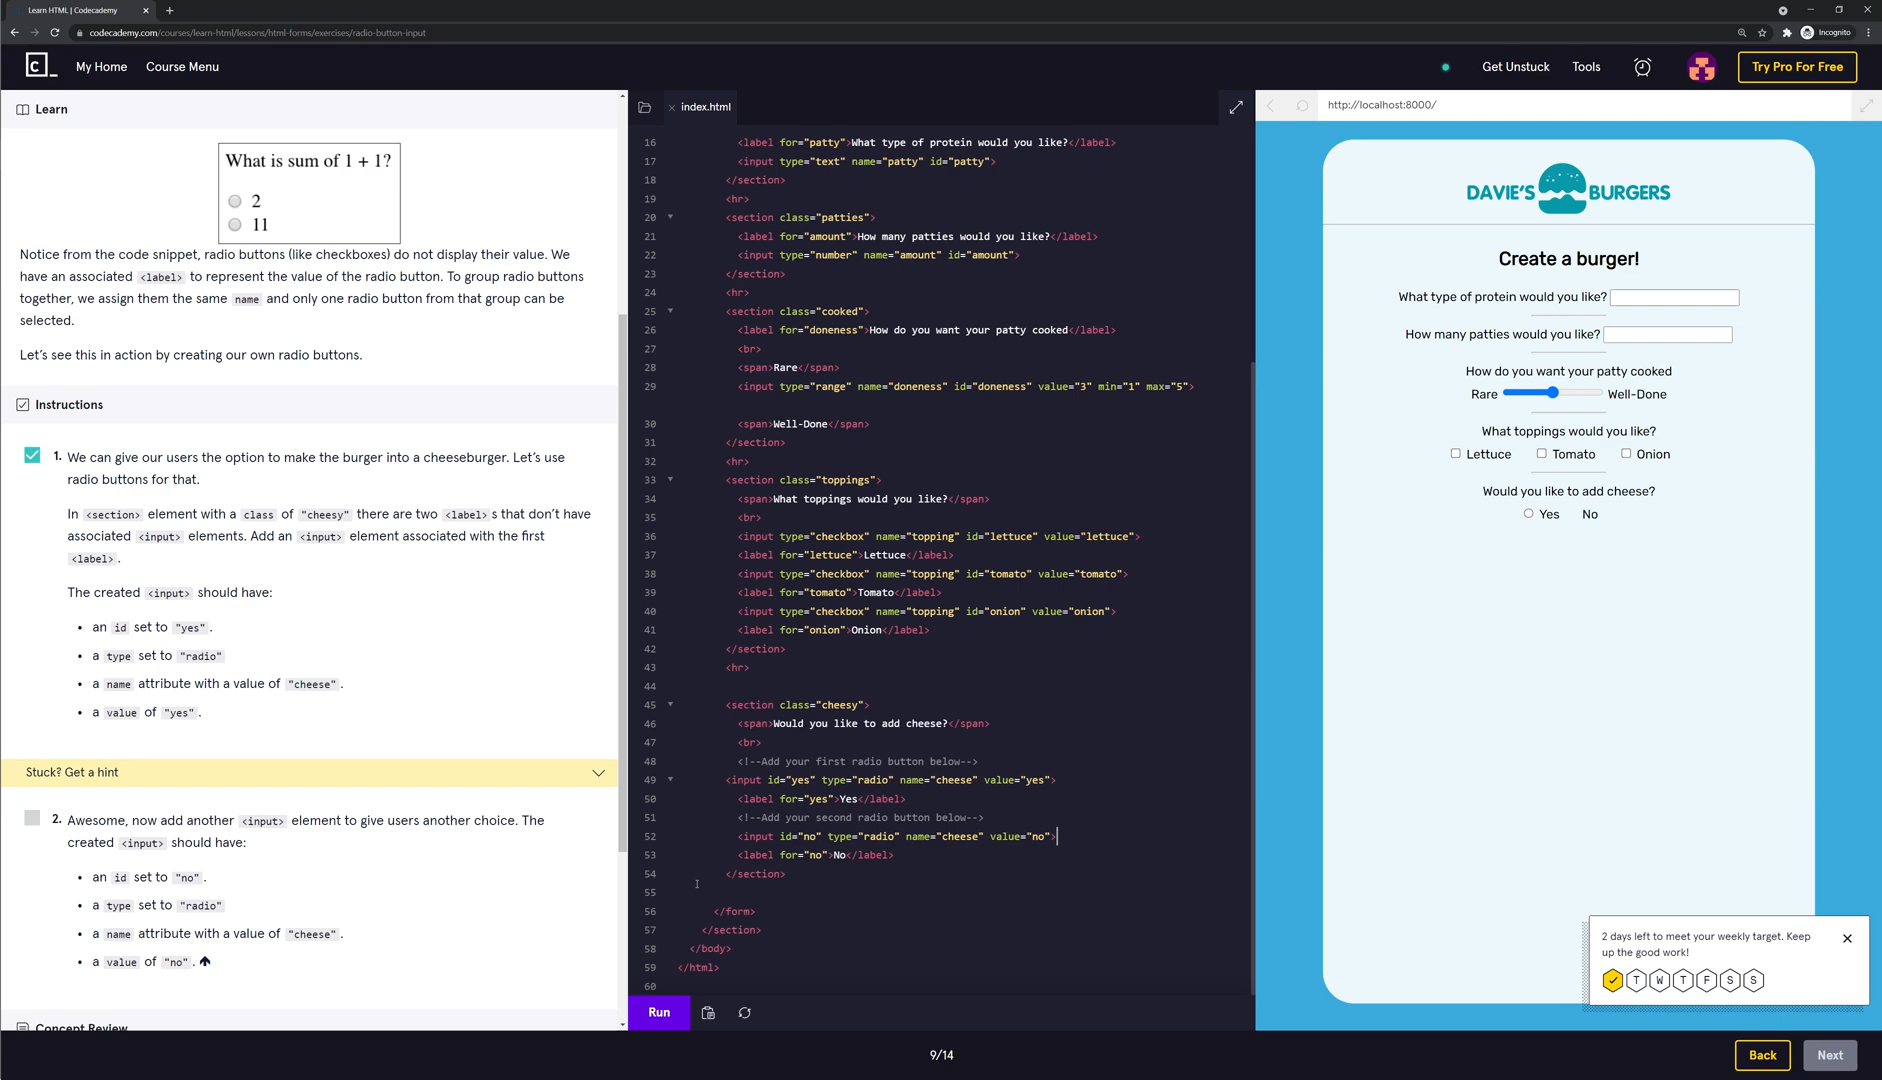 Learn HTML | Codecademy
codecademy.com/courses/learn-html/lessons/html-forms/exercises/radio-button-input
Incognito
My Home
Course Menu
Get Unstuck
Tools
Try Pro For Free
Learn
What is sum of 1 + 1?
2
11
Notice from the code snippet, radio buttons (like checkboxes) do not display their value. We
have an associated <label> to represent the value of the radio button. To group radio buttons
together, we assign them the same name and only one radio button from that group can be
selected.
Let's see this in action by creating our own radio buttons.
Instructions
1. We can give our users the option to make the burger into a cheeseburger. Let's use
radio buttons for that.
In <section> element with a class of "cheesy" there are two <label>s that don't have
associated <input> elements. Add an <input> element associated with the first
<label>.
The created <input> should have:
• an id set to "yes".
• a type set to "radio"
• a name attribute with a value of "cheese".
• a value of "yes".
Stuck? Get a hint
2. Awesome, now add another <input> element to give users another choice. The
created <input> should have:
• an id set to "no".
• a type set to "radio"
• a name attribute with a value of "cheese".
• a value of "no".
Concept Review
index.html
16 <label for="patty">What type of protein would you like?</label>
17 <input type="text" name="patty" id="patty">
18 </section>
19 <hr>
20 <section class="patties">
21 <label for="amount">How many patties would you like?</label>
22 <input type="number" name="amount" id="amount">
23 </section>
24 <hr>
25 <section class="cooked">
26 <label for="doneness">How do you want your patty cooked</label>
27 <br>
28 <span>Rare</span>
29 <input type="range" name="doneness" id="doneness" value="3" min="1" max="5">
30 <span>Well-Done</span>
31 </section>
32 <hr>
33 <section class="toppings">
34 <span>What toppings would you like?</span>
35 <br>
36 <input type="checkbox" name="topping" id="lettuce" value="lettuce">
37 <label for="lettuce">Lettuce</label>
38 <input type="checkbox" name="topping" id="tomato" value="tomato">
39 <label for="tomato">Tomato</label>
40 <input type="checkbox" name="topping" id="onion" value="onion">
41 <label for="onion">Onion</label>
42 </section>
43 <hr>
44
45 <section class="cheesy">
46 <span>Would you like to add cheese?</span>
47 <br>
48 <!--Add your first radio button below-->
49 <input id="yes" type="radio" name="cheese" value="yes">
50 <label for="yes">Yes</label>
51 <!--Add your second radio button below-->
52 <input id="no" type="radio" name="cheese" value="no">
53 <label for="no">No</label>
54 </section>
55
56 </form>
57 </section>
58 </body>
59 </html>
60
Run
http://localhost:8000/
DAVIE'S BURGERS
Create a burger!
What type of protein would you like?
How many patties would you like?
How do you want your patty cooked
Rare Well-Done
What toppings would you like?
Lettuce Tomato Onion
Would you like to add cheese?
Yes No
2 days left to meet your weekly target. Keep
up the good work!
T W T F S S
9/14
Back
Next